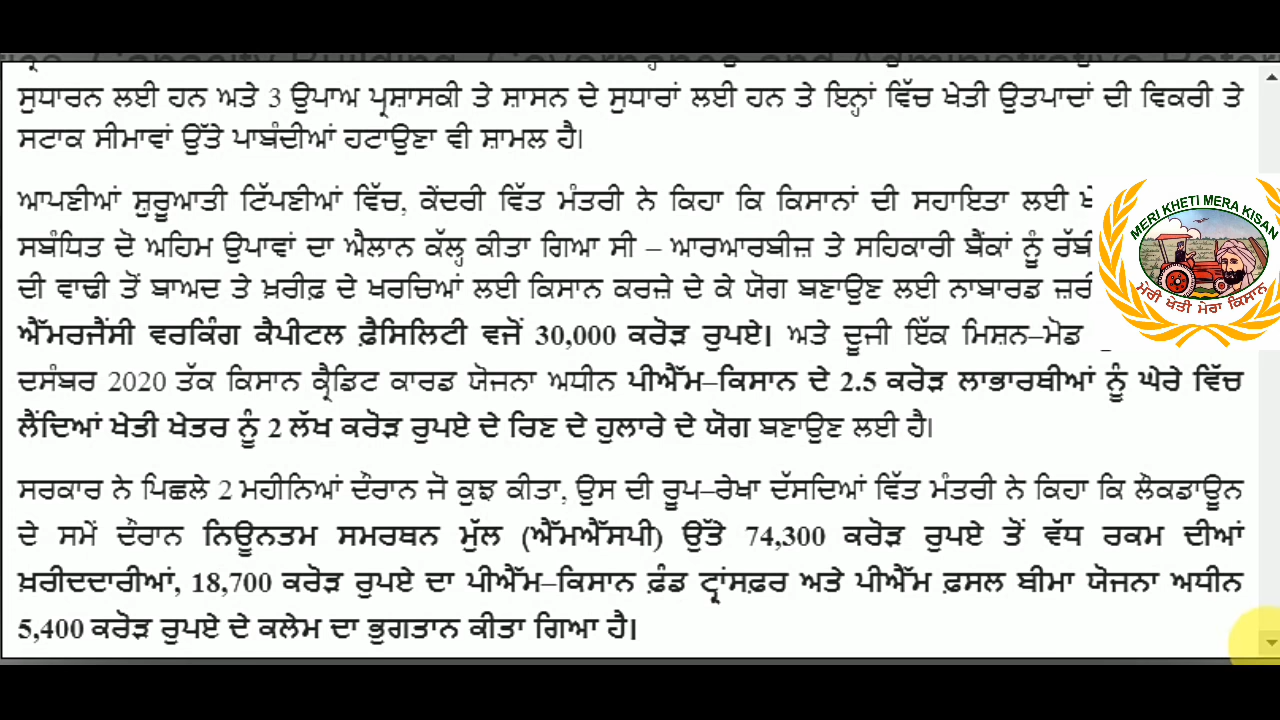 ਸੁਧਾਰਨ ਲਈ ਹਨ ਅਤੇ 3 ਉਪਾਅ ਪ੍ਰਸ਼ਾਸਕੀ ਤੇ ਸ਼ਾਸਨ ਦੇ ਸੁਧਾਰਾਂ ਲਈ ਹਨ ਤੇ ਇਨ੍ਹਾਂ ਵਿੱਚ ਖੇਤੀ ਉਤਪਾਦਾਂ ਦੀ ਵਿਕਰੀ ਤੇ
ਸਟਾਕ ਸੀਮਾਵਾਂ ਉੱਤੇ ਪਾਬੰਦੀਆਂ ਹਟਾਉਣਾ ਵੀ ਸ਼ਾਮਲ ਹੈ।
ਆਪਣੀਆਂ ਸ਼ੁਰੂਆਤੀ ਟਿੱਪਣੀਆਂ ਵਿੱਚ, ਕੇਂਦਰੀ ਵਿੱਤ ਮੰਤਰੀ ਨੇ ਕਿਹਾ ਕਿ ਕਿਸਾਨਾਂ ਦੀ ਸਹਾਇਤਾ ਲਈ
ਸਬੰਧਿਤ ਦੋ ਅਹਿਮ ਉਪਾਵਾਂ ਦਾ ਐਲਾਨ ਕੱਲ੍ਹ ਕੀਤਾ ਗਿਆ ਸੀ – ਆਰਆਰਬੀਜ਼ ਤੇ ਸਹਿਕਾਰੀ ਬੈਂਕਾਂ ਨੂੰ
ਦੀ ਵਾਢੀ ਤੋਂ ਬਾਅਦ ਤੇ ਖ਼ਰੀਫ਼ ਦੇ ਖਰਚਿਆਂ ਲਈ ਕਿਸਾਨ ਕਰਜ਼ੇ ਦੇ ਕੇ ਯੋਗ ਬਣਾਉਣ ਲਈ ਨਾਬਾਰਡ
ਐੱਮਰਜੈਂਸੀ ਵਰਕਿੰਗ ਕੈਪੀਟਲ ਫ਼ੈਸਿਲਿਟੀ ਵਜੋਂ 30,000 ਕਰੋੜ ਰੁਪਏ। ਅਤੇ ਦੂਜੀ ਇੱਕ ਮਿਸ਼ਨ–ਮੋਡ
ਦਸੰਬਰ 2020 ਤੱਕ ਕਿਸਾਨ ਕ੍ਰੈਡਿਟ ਕਾਰਡ ਯੋਜਨਾ ਅਧੀਨ ਪੀਐੱਮ–ਕਿਸਾਨ ਦੇ 2.5 ਕਰੋੜ ਲਾਭਾਰਥੀਆਂ ਨੂੰ ਘੇਰੇ ਵਿੱਚ
ਲੈਂਦਿਆਂ ਖੇਤੀ ਖੇਤਰ ਨੂੰ 2 ਲੱਖ ਕਰੋੜ ਰੁਪਏ ਦੇ ਰਿਣ ਦੇ ਹੁਲਾਰੇ ਦੇ ਯੋਗ ਬਣਾਉਣ ਲਈ ਹੈ।
ਸਰਕਾਰ ਨੇ ਪਿਛਲੇ 2 ਮਹੀਨਿਆਂ ਦੌਰਾਨ ਜੋ ਕੁਝ ਕੀਤਾ, ਉਸ ਦੀ ਰੂਪ–ਰੇਖਾ ਦੱਸਦਿਆਂ ਵਿੱਤ ਮੰਤਰੀ ਨੇ ਕਿਹਾ ਕਿ ਲੌਕਡਾਊਨ
ਦੇ ਸਮੇਂ ਦੌਰਾਨ ਨਿਊਨਤਮ ਸਮਰਥਨ ਮੁੱਲ (ਐੱਮਐੱਸਪੀ) ਉੱਤੇ 74,300 ਕਰੋੜ ਰੁਪਏ ਤੋਂ ਵੱਧ ਰਕਮ ਦੀਆਂ
ਖ਼ਰੀਦਦਾਰੀਆਂ, 18,700 ਕਰੋੜ ਰੁਪਏ ਦਾ ਪੀਐੱਮ–ਕਿਸਾਨ ਫ਼ੰਡ ਟ੍ਰਾਂਸਫ਼ਰ ਅਤੇ ਪੀਐੱਮ ਫ਼ਸਲ ਬੀਮਾ ਯੋਜਨਾ ਅਧੀਨ
5,400 ਕਰੋੜ ਰੁਪਏ ਦੇ ਕਲੇਮ ਦਾ ਭੁਗਤਾਨ ਕੀਤਾ ਗਿਆ ਹੈ।
MERI KHETI MERA KISAN
ਮੇਰੀ ਖੇਤੀ ਮੇਰਾ ਕਿਸਾਨ